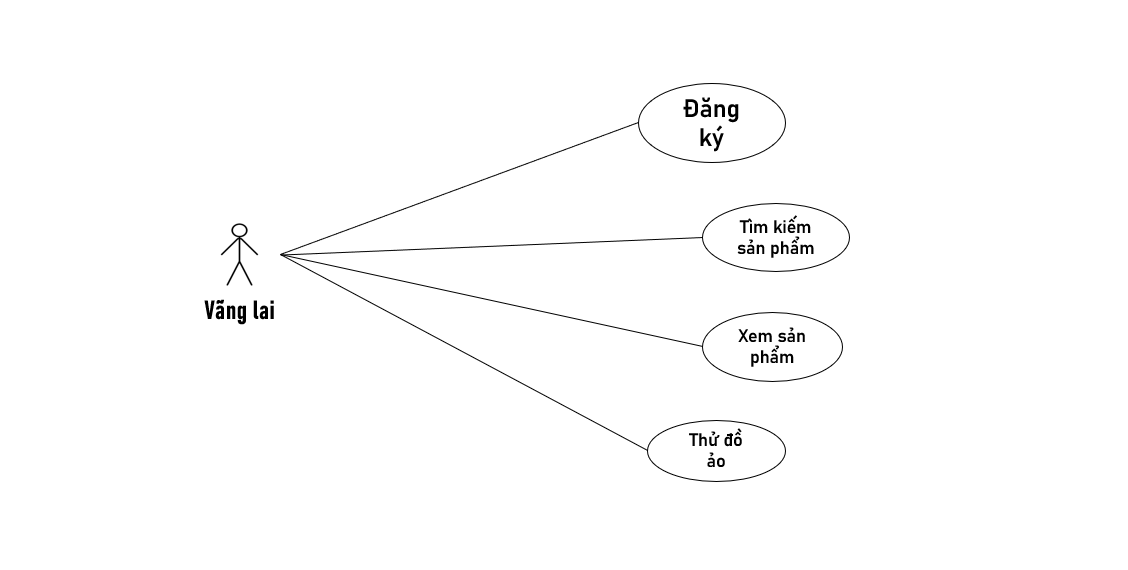 Đăng
ký
Tìm kiếm
sản phẩm
Vãng lai
Xem sản
phẩm
Thử đồ
ảo